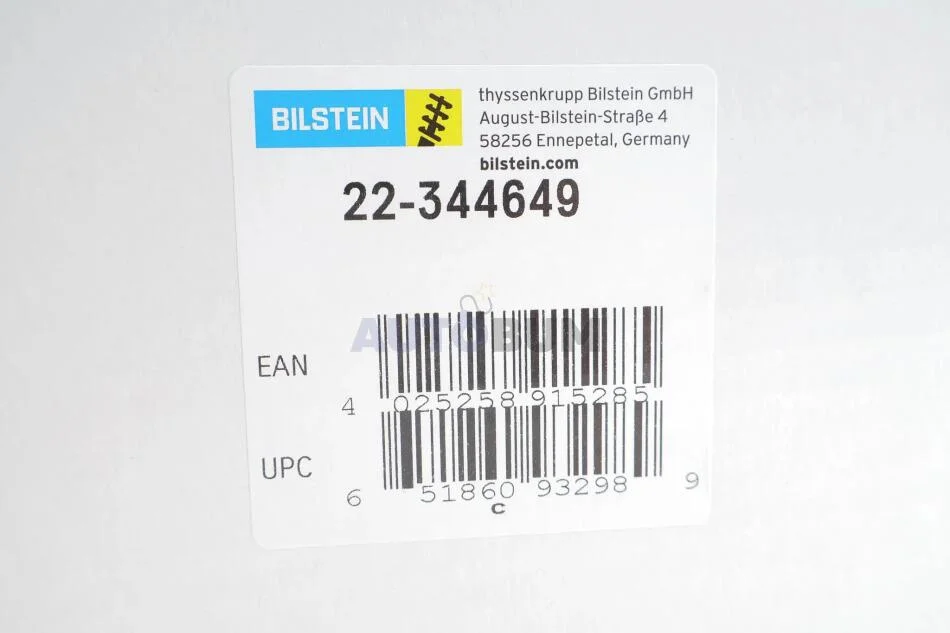 BILSTEIN
thyssenkrupp Bilstein GmbH
August-Bilstein-Straße 4
58256 Ennepetal, Germany
bilstein.com
22-344649
AUTOBUM
EAN
4 025258 915285
UPC
6 51860 93298 9
C